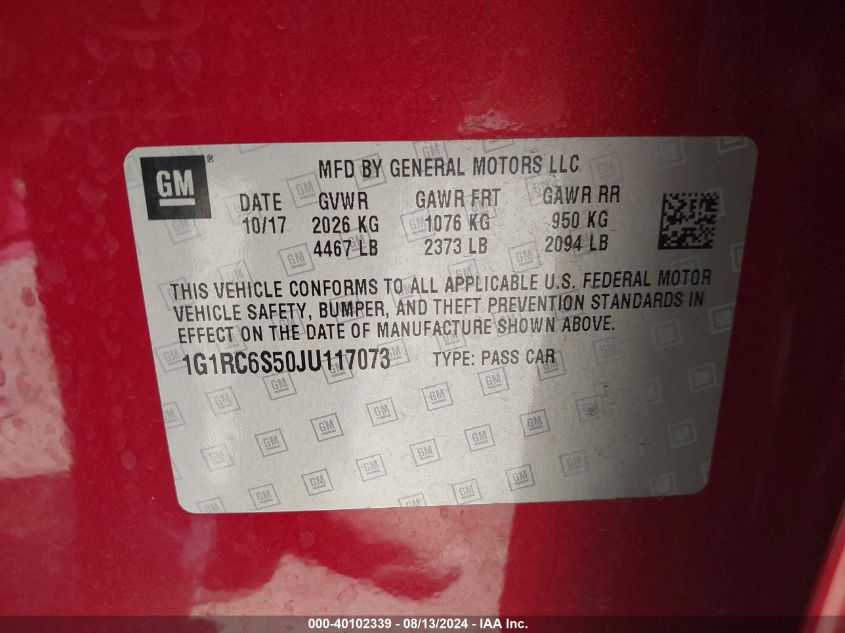 GM ®
MFD BY GENERAL MOTORS LLC
DATE GVWR GAWR FRT GAWR RR
10/17 2026 KG 1076 KG 950 KG
4467 LB 2373 LB 2094 LB
THIS VEHICLE CONFORMS TO ALL APPLICABLE U.S. FEDERAL MOTOR
VEHICLE SAFETY, BUMPER, AND THEFT PREVENTION STANDARDS IN
EFFECT ON THE DATE OF MANUFACTURE SHOWN ABOVE.
1G1RC6S50JU117073 TYPE: PASS CAR
000-40102339 - 08/13/2024 - IAA Inc.